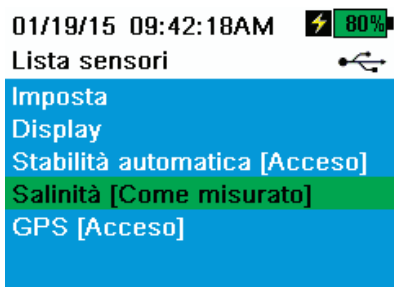 01/19/15 09:42:18AM 80%
Lista sensori
Imposta
Display
Stabilità automatica [Acceso]
Salinità [Come misurato]
GPS [Acceso]